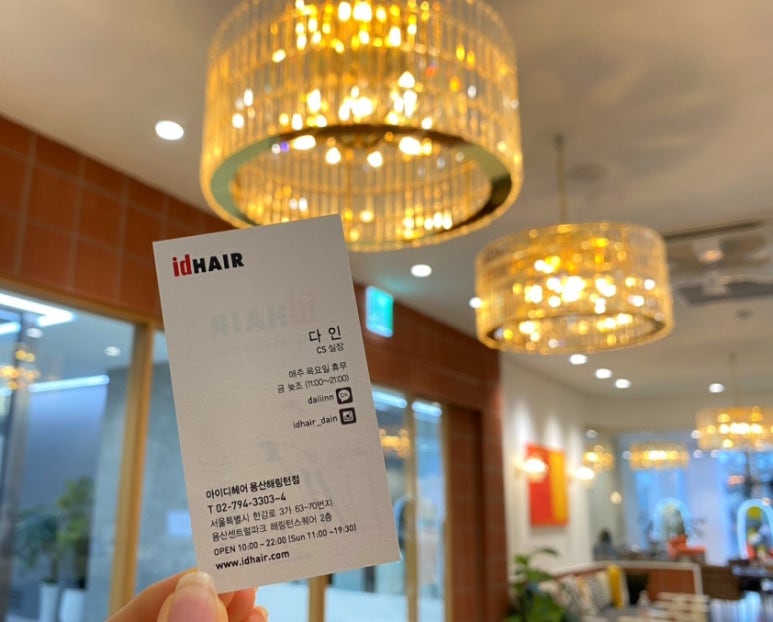 idHAIR
다 인
CS 실장
매주 목요일 휴무
금 늦조 (11:00~21:00)
daiiinn
idhair_dain
아이디헤어 용산해링턴점
T 02-794-3303~4
서울특별시 한강로 3가 63-70번지
용산센트럴파크 해링턴스퀘어 2층
OPEN 10:00 ~ 22:00 (Sun 11:00 ~19:30)
www.idhair.com